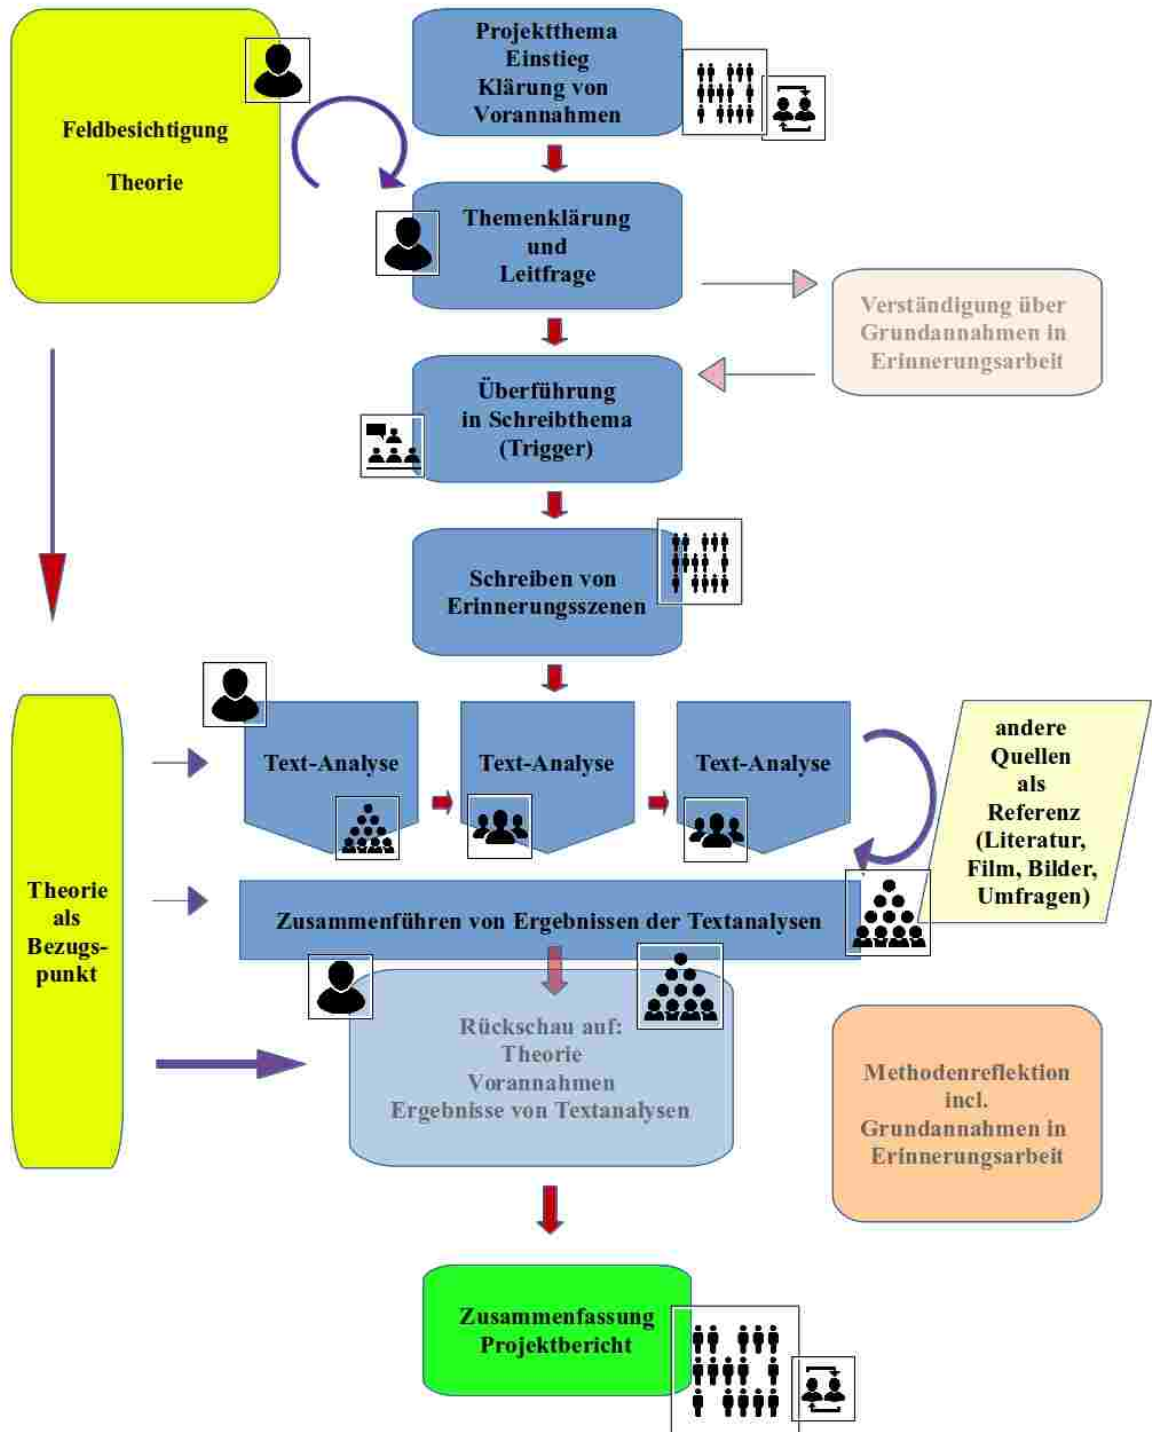 Projektthema
Einstieg
Klärung von
Vorannahmen
Feldbesichtigung
Theorie
Themenklärung
und
Leitfrage
Verständigung über
Grundannahmen in
Erinnerungsarbeit
Überführung
in Schreibthema
(Trigger)
Schreiben von
Erinnerungsszenen
Text-Analyse
Text-Analyse
Text-Analyse
andere
Quellen
als
Referenz
(Literatur,
Film, Bilder,
Umfragen)
Theorie
als
Bezugs-
punkt
Zusammenführen von Ergebnissen der Textanalysen
Rückschau auf:
Theorie
Vorannahmen
Ergebnisse von Textanalysen
Methodenreflektion
incl.
Grundannahmen in
Erinnerungsarbeit
Zusammenfassung
Projektbericht